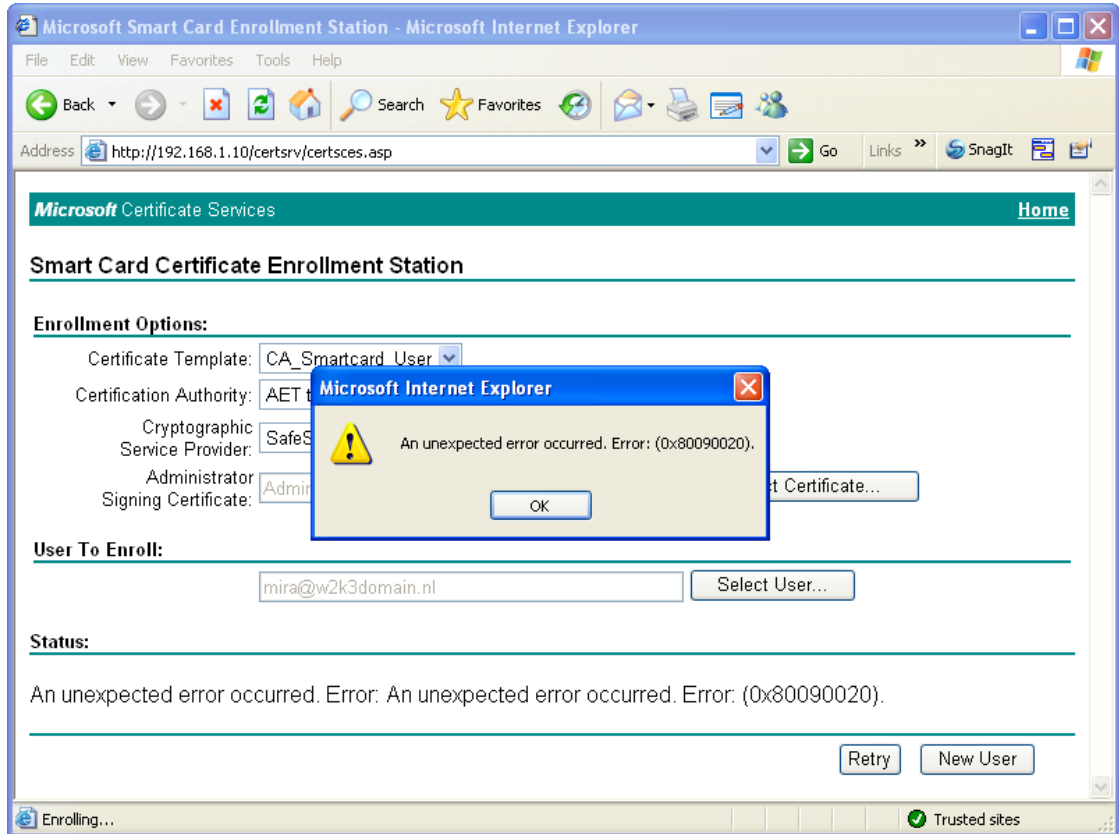 Microsoft Smart Card Enrollment Station - Microsoft Internet Explorer
File Edit View Favorites Tools Help
Back Search Favorites
Address http://192.168.1.10/certsrv/certsces.asp Go Links » SnagIt
Microsoft Certificate Services Home
Smart Card Certificate Enrollment Station
Enrollment Options:
Certificate Template: CA_Smartcard_User
Certification Authority: AET
Microsoft Internet Explorer
Cryptographic
Service Provider:
An unexpected error occurred. Error: (0x80090020).
Administrator
Signing Certificate: Certificate...
OK
User To Enroll:
mira@w2k3domain.nl Select User...
Status:
An unexpected error occurred. Error: An unexpected error occurred. Error: (0x80090020).
Retry New User
Enrolling... Trusted sites